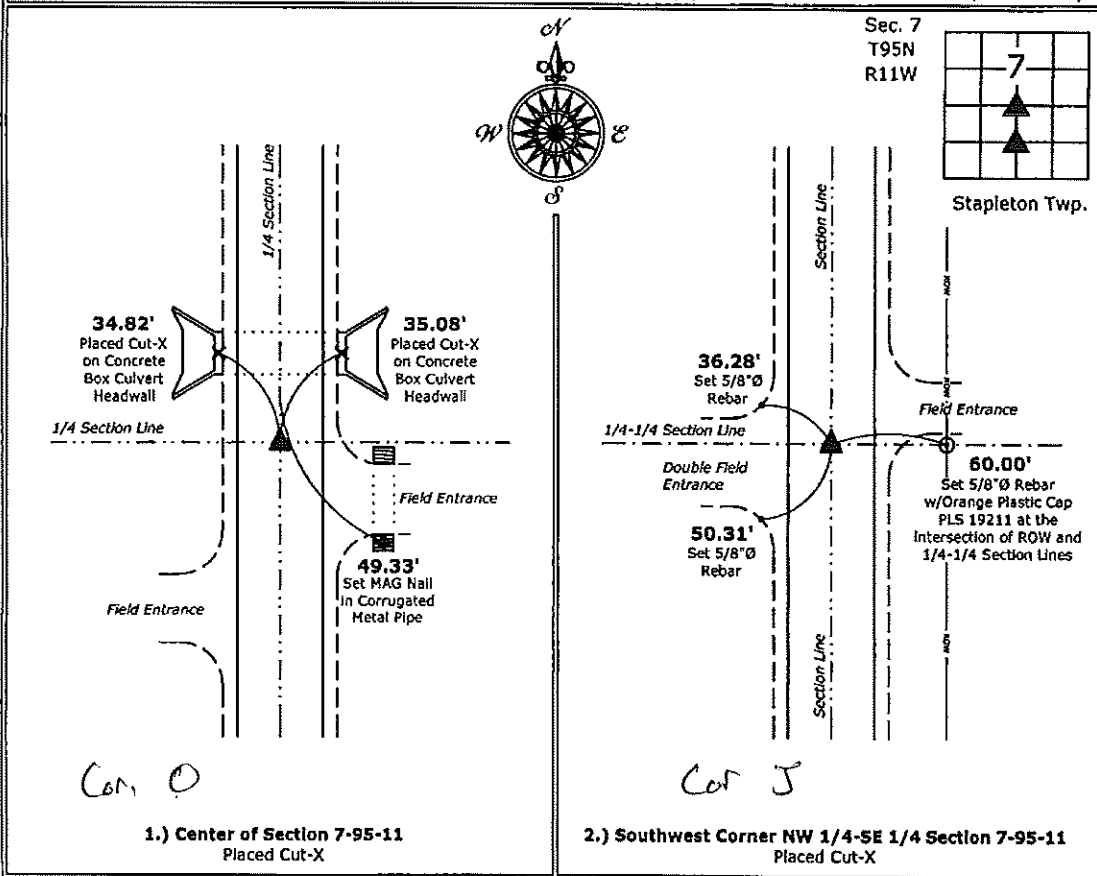 N
W
E
S
Sec. 7
T95N
R11W
7
Stapleton Twp.
1/4 Section Line
34.82'
Placed Cut-X
on Concrete
Box Culvert
Headwall
35.08'
Placed Cut-X
on Concrete
Box Culvert
Headwall
1/4 Section Line
Field Entrance
49.33'
Set MAG Nail
in Corrugated
Metal Pipe
Field Entrance
Cor. O
1.) Center of Section 7-95-11
Placed Cut-X
Section Line
ROW
36.28'
Set 5/8"Ø
Rebar
Field Entrance
1/4-1/4 Section Line
Double Field
Entrance
60.00'
Set 5/8"Ø Rebar
w/Orange Plastic Cap
PLS 19211 at the
Intersection of ROW and
1/4-1/4 Section Lines
50.31'
Set 5/8"Ø
Rebar
Section Line
ROW
Cor J
2.) Southwest Corner NW 1/4-SE 1/4 Section 7-95-11
Placed Cut-X